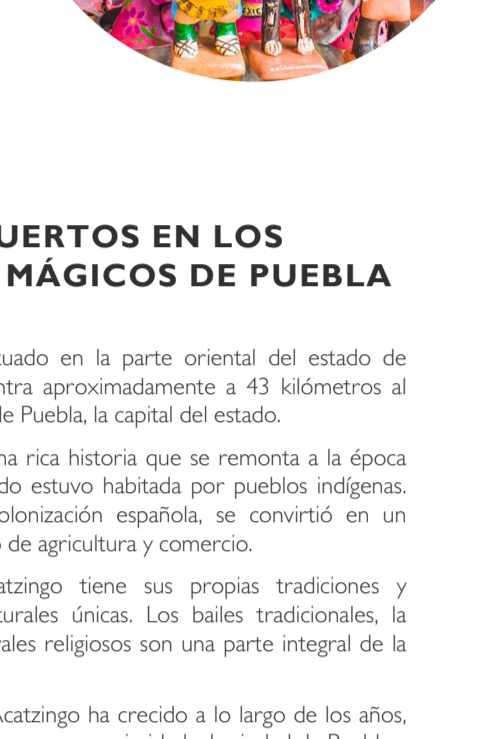 UERTOS EN LOS
MÁGICOS DE PUEBLA
tuado en la parte oriental del estado de
ntra aproximadamente a 43 kilómetros al
de Puebla, la capital del estado.
na rica historia que se remonta a la época
do estuvo habitada por pueblos indígenas.
olonización española, se convirtió en un
o de agricultura y comercio.
atzingo tiene sus propias tradiciones y
turales únicas. Los bailes tradicionales, la
vales religiosos son una parte integral de la
Acatzingo ha crecido a lo largo de los años,